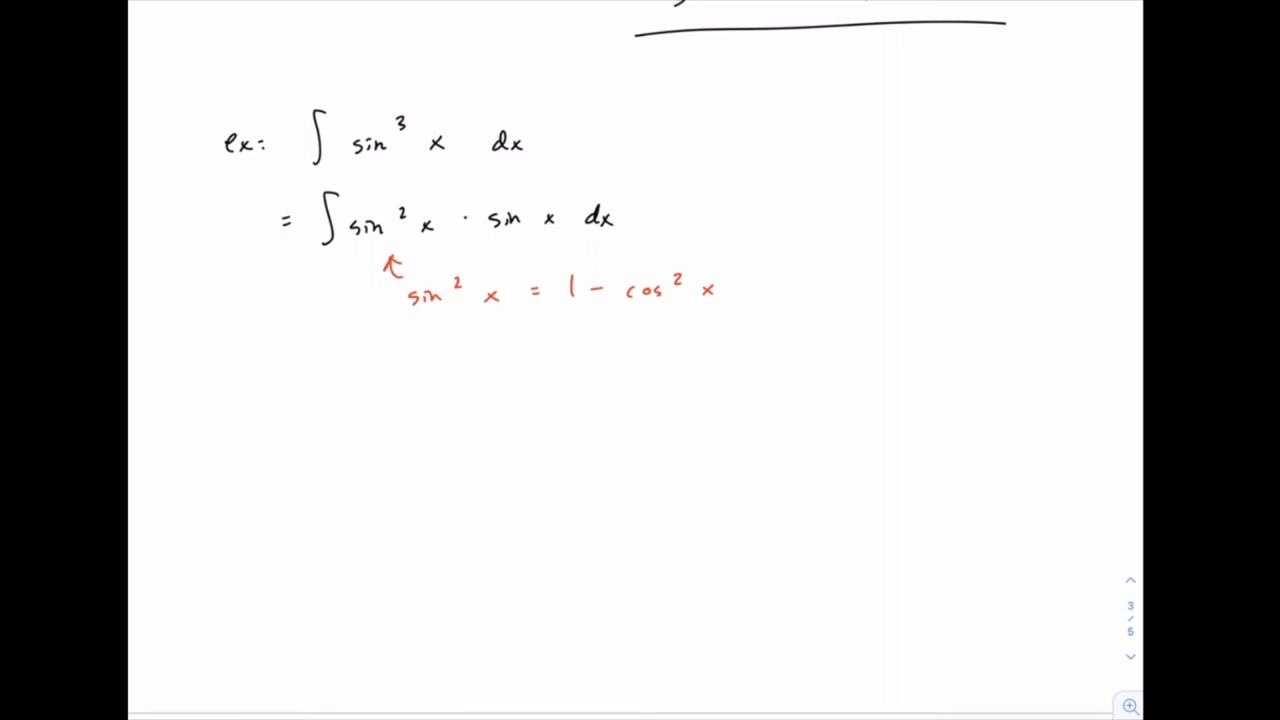 ex: ∫ sin³ x dx
= ∫ sin² x · sin x dx
sin² x = 1 - cos² x
3
/
5